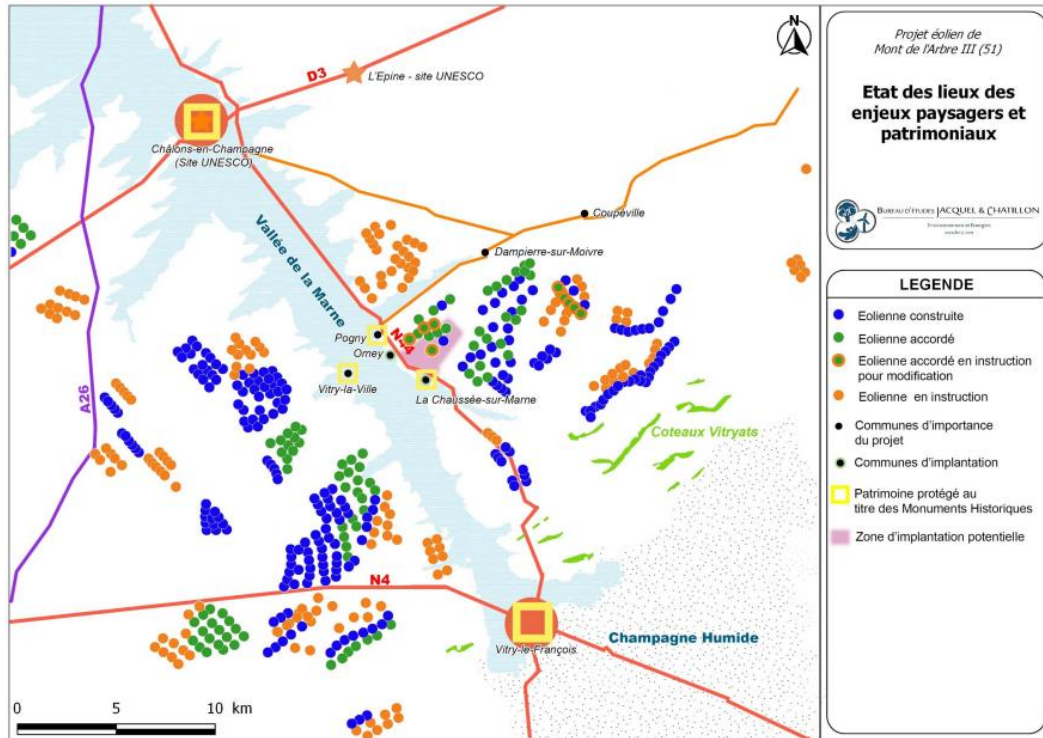 N
D3
L'Epine - site UNESCO
Châlons-en-Champagne
(Site UNESCO)
Coupéville
Vallée de la Marne
Dampierre-sur-Moivre
Pogny
N44
Omey
Vitry-la-Ville
La Chaussée-sur-Marne
A26
Coteaux Vitryats
N4
Champagne Humide
Vitry-le-François
0 5 10 km
Projet éolien de
Mont de l'Arbre III (51)
Etat des lieux des
enjeux paysagers et
patrimoniaux
BUREAU D'ÉTUDES JACQUEL & CHATILLON
LEGENDE
Eolienne construite
Eolienne accordé
Eolienne accordé en instruction
pour modification
Eolienne en instruction
Communes d'importance
du projet
Communes d'implantation
Patrimoine protégé au
titre des Monuments Historiques
Zone d'implantation potentielle